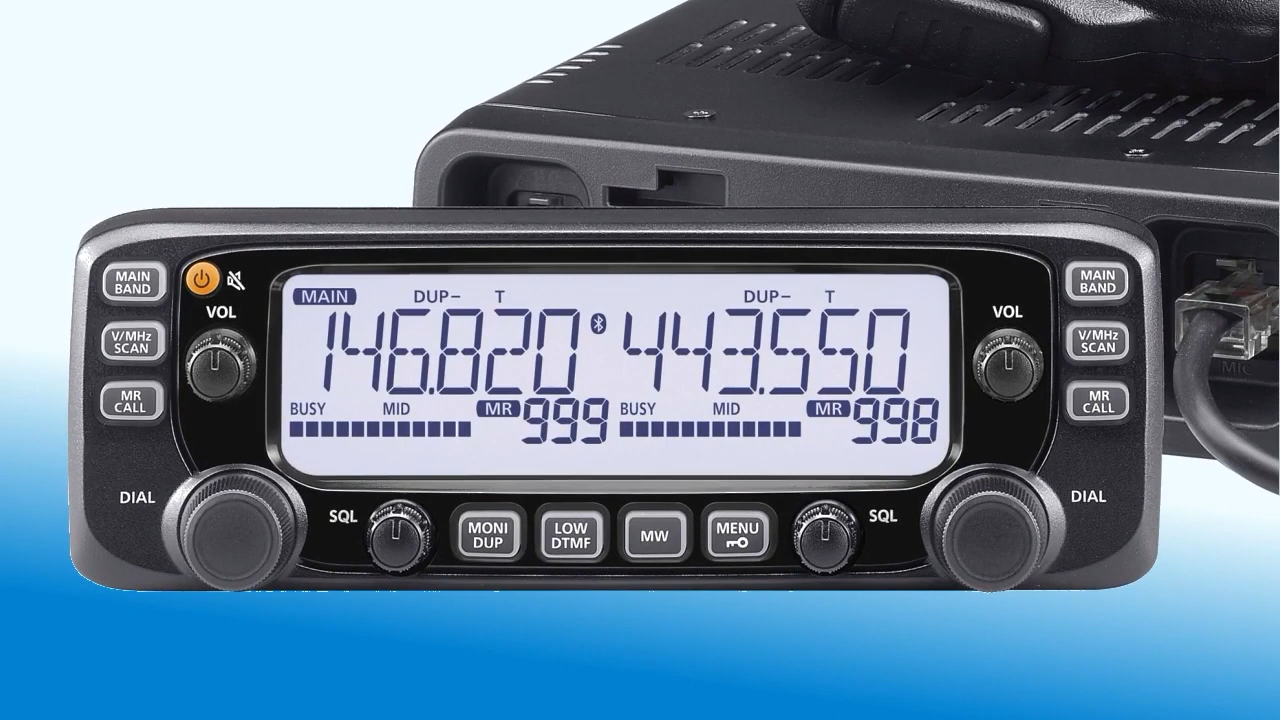 MAIN
BAND
VOL
V/MHz
SCAN
MR
CALL
DIAL
SQL
MAIN DUP– T
146.820
BUSY MID MR 999
DUP– T
443.550
BUSY MID MR 998
MONI
DUP
LOW
DTMF
MW
MENU
SQL
VOL
MAIN
BAND
V/MHz
SCAN
MR
CALL
DIAL
MIC